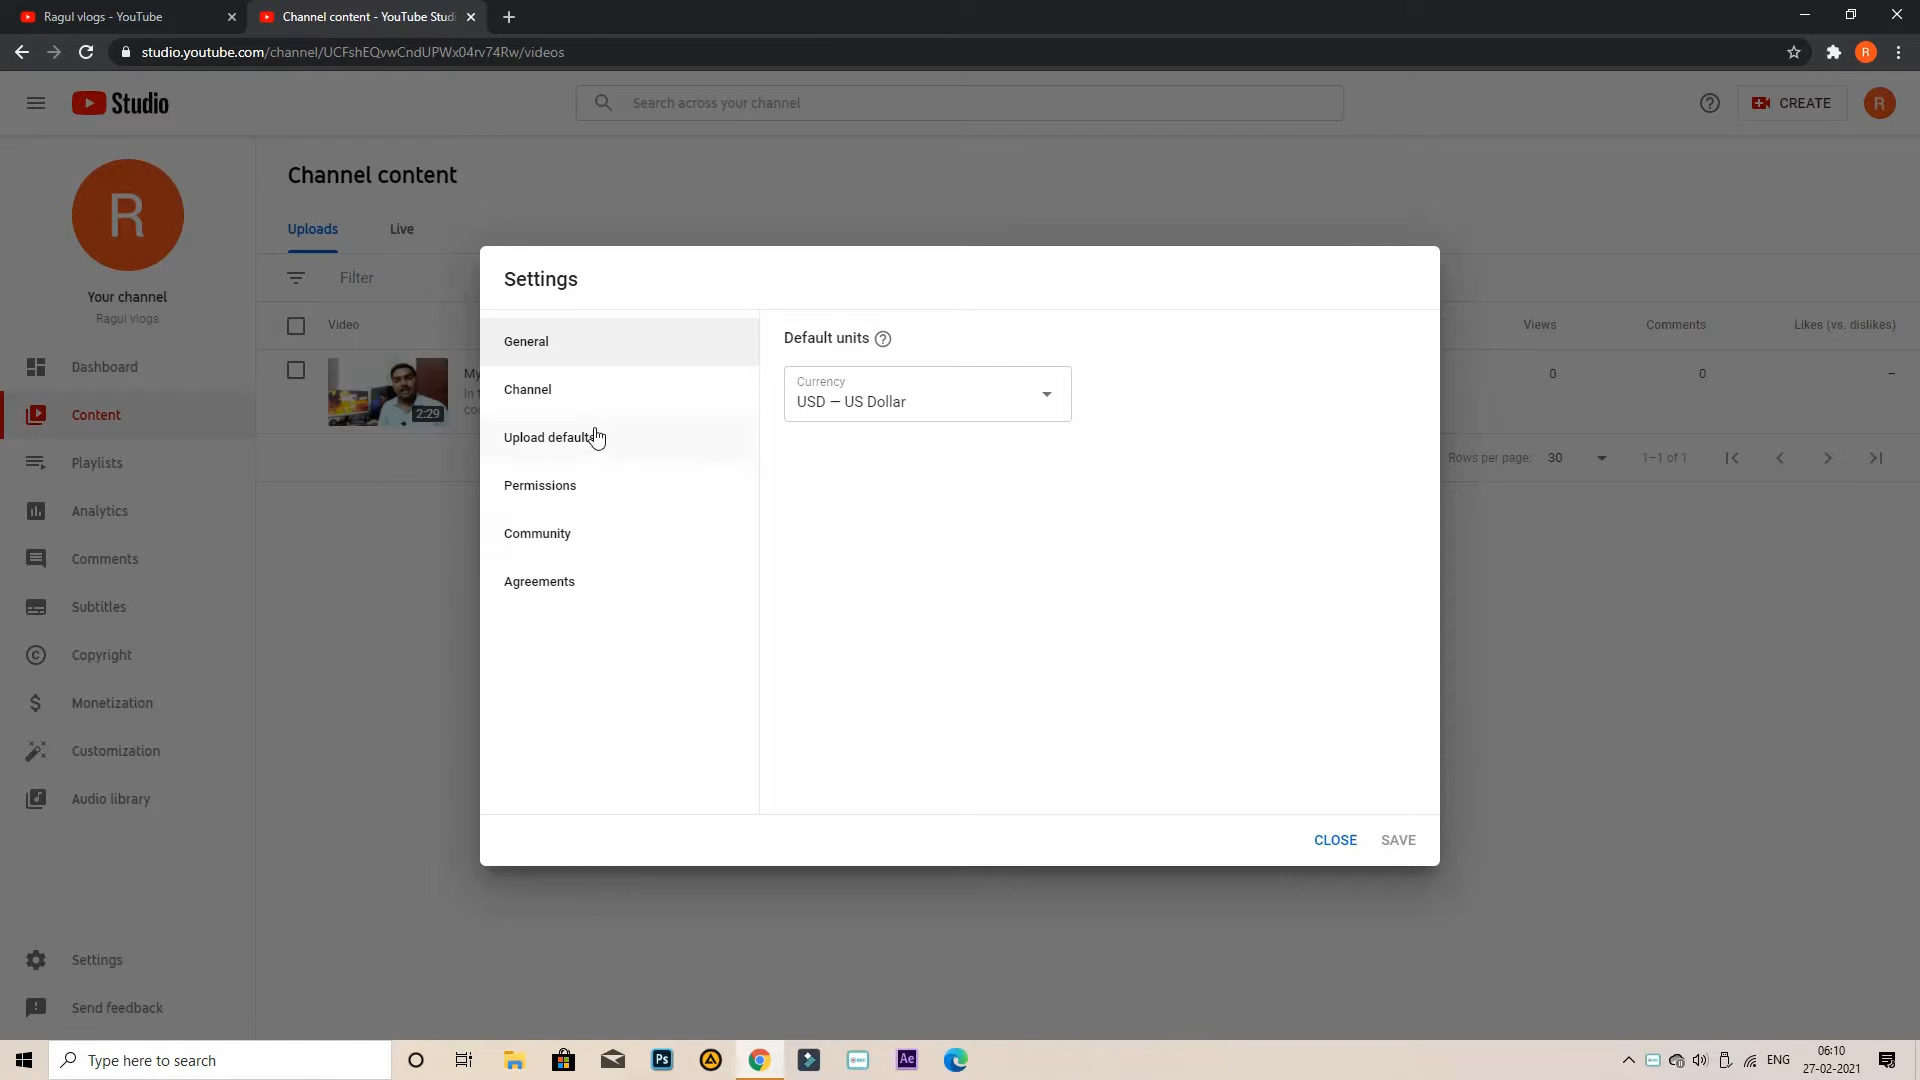 Ragul vlogs - YouTube
Channel content - YouTube Studi
studio.youtube.com/channel/UCFshEQvwCndUPWx04rv74Rw/videos
R
Studio
Search across your channel
CREATE
R
R
Your channel
Ragul vlogs
Dashboard
Content
Playlists
Analytics
Comments
Subtitles
Copyright
Monetization
Customization
Audio library
Settings
Send feedback
Channel content
Uploads
Live
Filter
Video
Views
Comments
Likes (vs. dislikes)
2:29
My
0
0
–
Rows per page:
30
1–1 of 1
Settings
General
Channel
Upload defaults
Permissions
Community
Agreements
Default units
Currency
USD — US Dollar
CLOSE
SAVE
Type here to search
Ps
Ae
ENG
06:10
27-02-2021